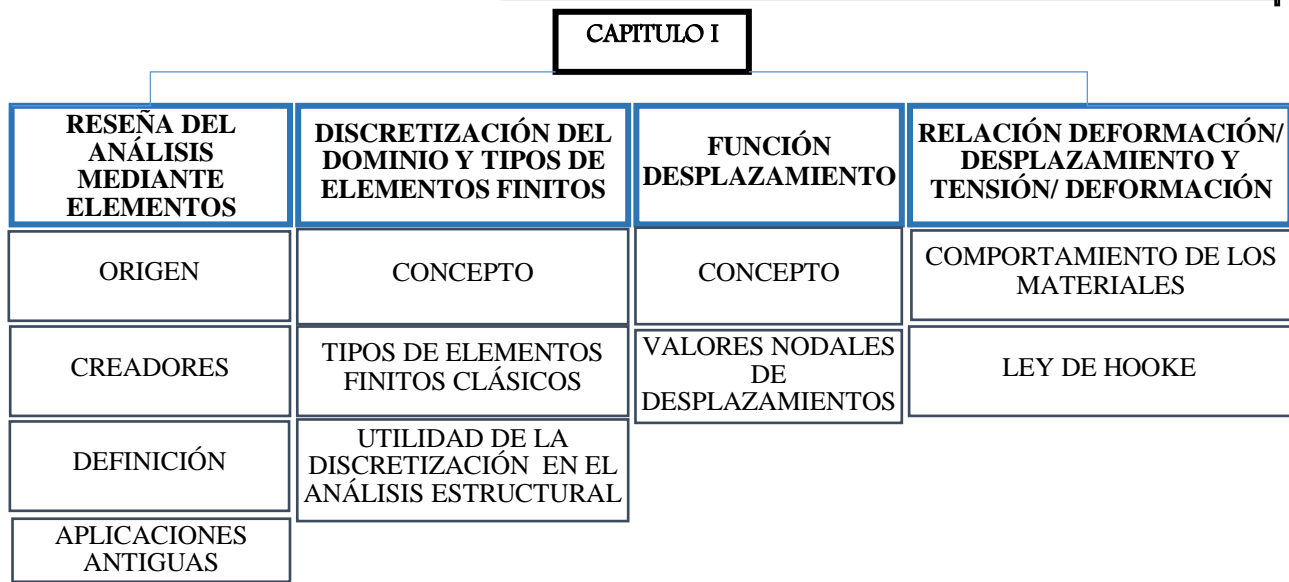 CAPITULO I
RESEÑA DEL
ANÁLISIS
MEDIANTE
ELEMENTOS
ORIGEN
CREADORES
DEFINICIÓN
APLICACIONES
ANTIGUAS
DISCRETIZACIÓN DEL
DOMINIO Y TIPOS DE
ELEMENTOS FINITOS
CONCEPTO
TIPOS DE ELEMENTOS
FINITOS CLÁSICOS
UTILIDAD DE LA
DISCRETIZACIÓN EN EL
ANÁLISIS ESTRUCTURAL
FUNCIÓN
DESPLAZAMIENTO
CONCEPTO
VALORES NODALES
DE
DESPLAZAMIENTOS
RELACIÓN DEFORMACIÓN/
DESPLAZAMIENTO Y
TENSIÓN/ DEFORMACIÓN
COMPORTAMIENTO DE LOS
MATERIALES
LEY DE HOOKE